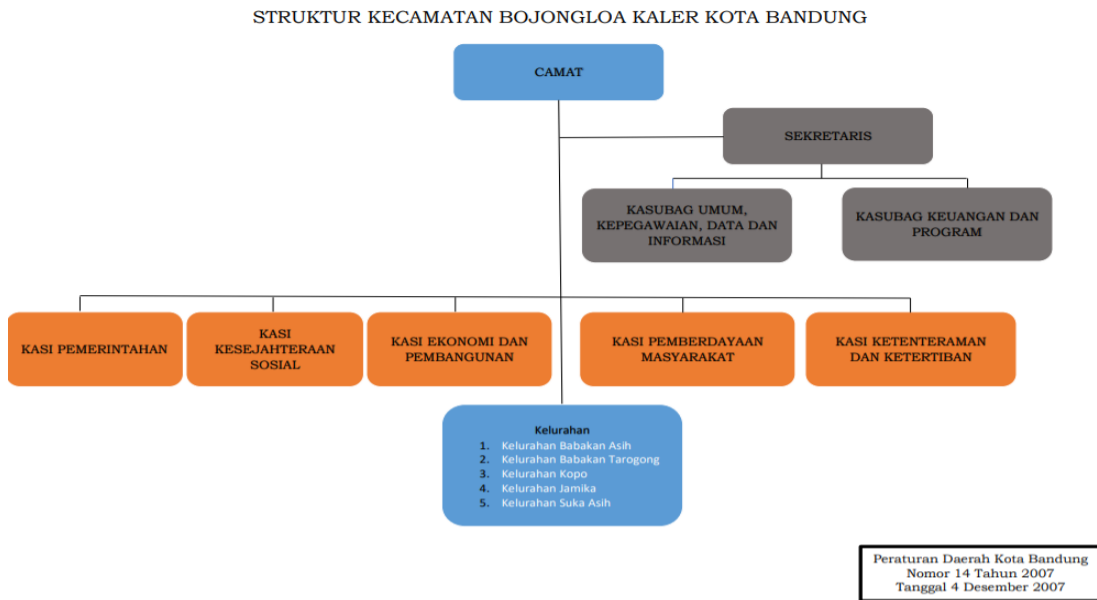 STRUKTUR KECAMATAN BOJONGLOA KALER KOTA BANDUNG
CAMAT
SEKRETARIS
KASUBAG UMUM,
KEPEGAWAIAN, DATA DAN
INFORMASI
KASUBAG KEUANGAN DAN
PROGRAM
KASI PEMERINTAHAN
KASI
KESEJAHTERAAN
SOSIAL
KASI EKONOMI DAN
PEMBANGUNAN
KASI PEMBERDAYAAN
MASYARAKAT
KASI KETENTERAMAN
DAN KETERTIBAN
Kelurahan
1. Kelurahan Babakan Asih
2. Kelurahan Babakan Tarogong
3. Kelurahan Kopo
4. Kelurahan Jamika
5. Kelurahan Suka Asih
Peraturan Daerah Kota Bandung
Nomor 14 Tahun 2007
Tanggal 4 Desember 2007